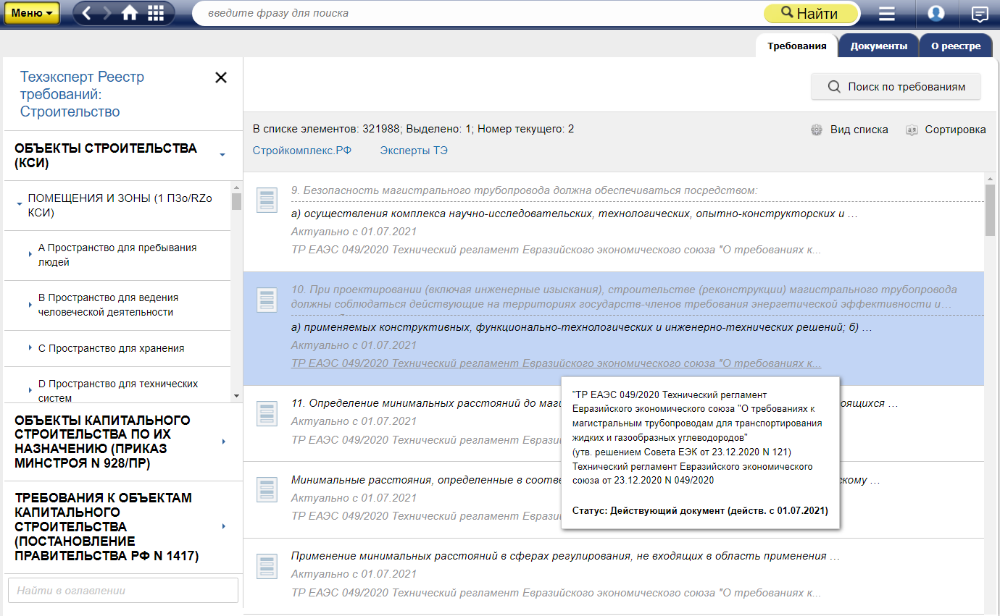 Меню
введите фразу для поиска
Найти
Требования
Документы
О реестре
Техэксперт Реестр
требований:
Строительство
ОБЪЕКТЫ СТРОИТЕЛЬСТВА
(КСИ)
ПОМЕЩЕНИЯ И ЗОНЫ (1 ПЗо/RZo
КСИ)
A Пространство для пребывания
людей
B Пространство для ведения
человеческой деятельности
C Пространство для хранения
D Пространство для технических
систем
ОБЪЕКТЫ КАПИТАЛЬНОГО
СТРОИТЕЛЬСТВА ПО ИХ
НАЗНАЧЕНИЮ (ПРИКАЗ
МИНСТРОЯ N 928/ПР)
ТРЕБОВАНИЯ К ОБЪЕКТАМ
КАПИТАЛЬНОГО
СТРОИТЕЛЬСТВА
(ПОСТАНОВЛЕНИЕ
ПРАВИТЕЛЬСТВА РФ N 1417)
Найти в оглавлении
Поиск по требованиям
В списке элементов: 321988; Выделено: 1; Номер текущего: 2
Вид списка
Сортировка
Стройкомплекс.РФ
Эксперты ТЭ
9. Безопасность магистрального трубопровода должна обеспечиваться посредством:
а) осуществления комплекса научно-исследовательских, технологических, опытно-конструкторских и …
Актуально с 01.07.2021
ТР ЕАЭС 049/2020 Технический регламент Евразийского экономического союза "О требованиях к...
10. При проектировании (включая инженерные изыскания), строительстве (реконструкции) магистрального трубопровода
должны соблюдаться действующие на территориях государств-членов требования энергетической эффективности и…
а) применяемых конструктивных, функционально-технологических и инженерно-технических решений; б) …
Актуально с 01.07.2021
ТР ЕАЭС 049/2020 Технический регламент Евразийского экономического союза "О требованиях к...
11. Определение минимальных расстояний до маги
оящихся …
Актуально с 01.07.2021
ТР ЕАЭС 049/2020 Технический регламент Евразий
Минимальные расстояния, определенные в соотве
скому …
Актуально с 01.07.2021
ТР ЕАЭС 049/2020 Технический регламент Евразий
Применение минимальных расстояний в сферах регулирования, не входящих в область применения …
Актуально с 01.07.2021
ТР ЕАЭС 049/2020 Технический регламент Евразийского экономического союза "О требованиях к...
"ТР ЕАЭС 049/2020 Технический регламент
Евразийского экономического союза "О требованиях к
магистральным трубопроводам для транспортирования
жидких и газообразных углеводородов"
(утв. решением Совета ЕЭК от 23.12.2020 N 121)
Технический регламент Евразийского экономического
союза от 23.12.2020 N 049/2020
Статус: Действующий документ (действ. c 01.07.2021)